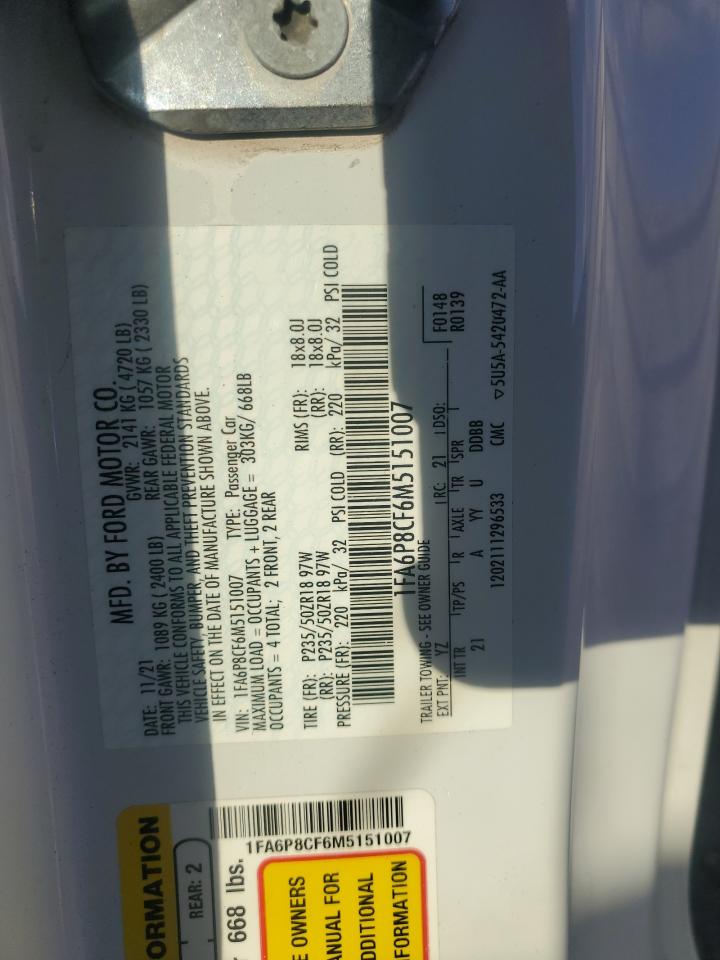 MFD. BY FORD MOTOR CO.
DATE: 11/21 GVWR: 2141 KG ( 4720 LB)
FRONT GAWR: 1089 KG ( 2400 LB) REAR GAWR: 1057 KG ( 2330 LB)
THIS VEHICLE CONFORMS TO ALL APPLICABLE FEDERAL MOTOR
VEHICLE SAFETY, BUMPER, AND THEFT PREVENTION STANDARDS
IN EFFECT ON THE DATE OF MANUFACTURE SHOWN ABOVE.
VIN: 1FA6P8CF6M5151007 TYPE: Passenger Car
MAXIMUM LOAD = OCCUPANTS + LUGGAGE = 303KG/ 668LB
OCCUPANTS = 4 TOTAL; 2 FRONT, 2 REAR
TIRE (FR): P235/50ZR18 97W RIMS (FR): 18x8.0J
(RR): P235/50ZR18 97W (RR): 18x8.0J
PRESSURE (FR): 220 kPa/ 32 PSI COLD (RR): 220 kPa/ 32 PSI COLD
1FA6P8CF6M5151007
TRAILER TOWING - SEE OWNER GUIDE F0148
EXT PNT: YZ RC: 21 DSO: R0139
INT TR TP/PS R AXLE TR SPR
21 A YY U DDBB
1202111296533 CMC ▽5U5A-5420472-AA
ORMATION
REAR: 2
668 lbs.
1FA6P8CF6M5151007
E OWNERS
ANUAL FOR
DDITIONAL
FORMATION